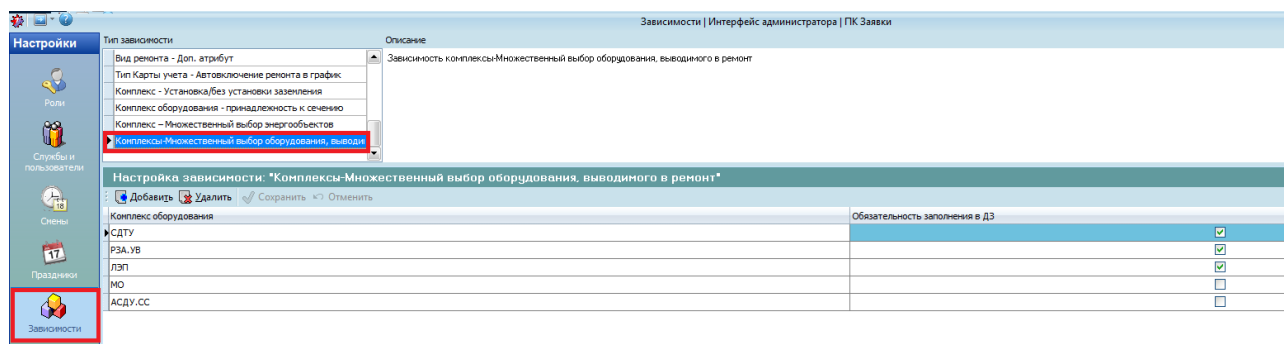 Зависимости | Интерфейс администратора | ПК Заявки
Настройки
Роли
Службы и
пользователи
18
Смены
17
Праздники
Зависимости
Тип зависимости
Описание
Вид ремонта - Доп. атрибут
Тип Карты учета - Автовключение ремонта в график
Комплекс - Установка/без установки заземления
Комплекс оборудования - принадлежность к сечению
Комплекс – Множественный выбор энергообъектов
Комплексы-Множественный выбор оборудования, выводи
Зависимость комплексы-Множественный выбор оборудования, выводимого в ремонт
Настройка зависимости: "Комплексы-Множественный выбор оборудования, выводимого в ремонт"
Добавить Удалить Сохранить Отменить
Комплекс оборудования Обязательность заполнения в ДЗ
СДТУ
РЗА.УВ
ЛЭП
МО
АСДУ.СС